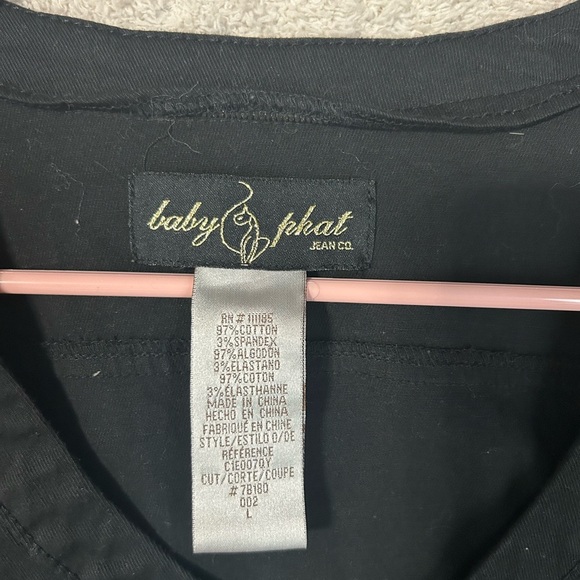 baby phat
JEAN CO.
RN # 111185
97%COTTON
3%SPANDEX
97%ALGODON
3%ELASTANO
97%COTON
3%ELASTHANNE
MADE IN CHINA
HECHO EN CHINA
FABRIQUÉ EN CHINE
STYLE/ESTILO D/DE
RÉFÉRENCE
C1E007QY
CUT/CORTE/COUPE
# 7B180
002
L